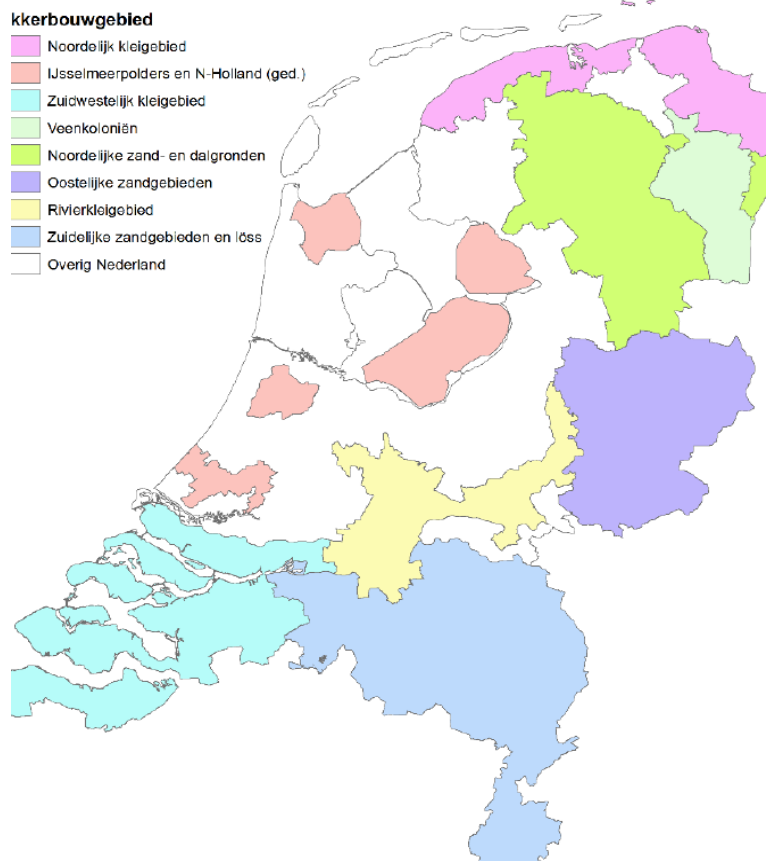 kkerbouwgebied
Noordelijk kleigebied
IJsselmeerpolders en N-Holland (ged.)
Zuidwestelijk kleigebied
Veenkoloniën
Noordelijke zand- en dalgronden
Oostelijke zandgebieden
Rivierkleigebied
Zuidelijke zandgebieden en löss
Overig Nederland